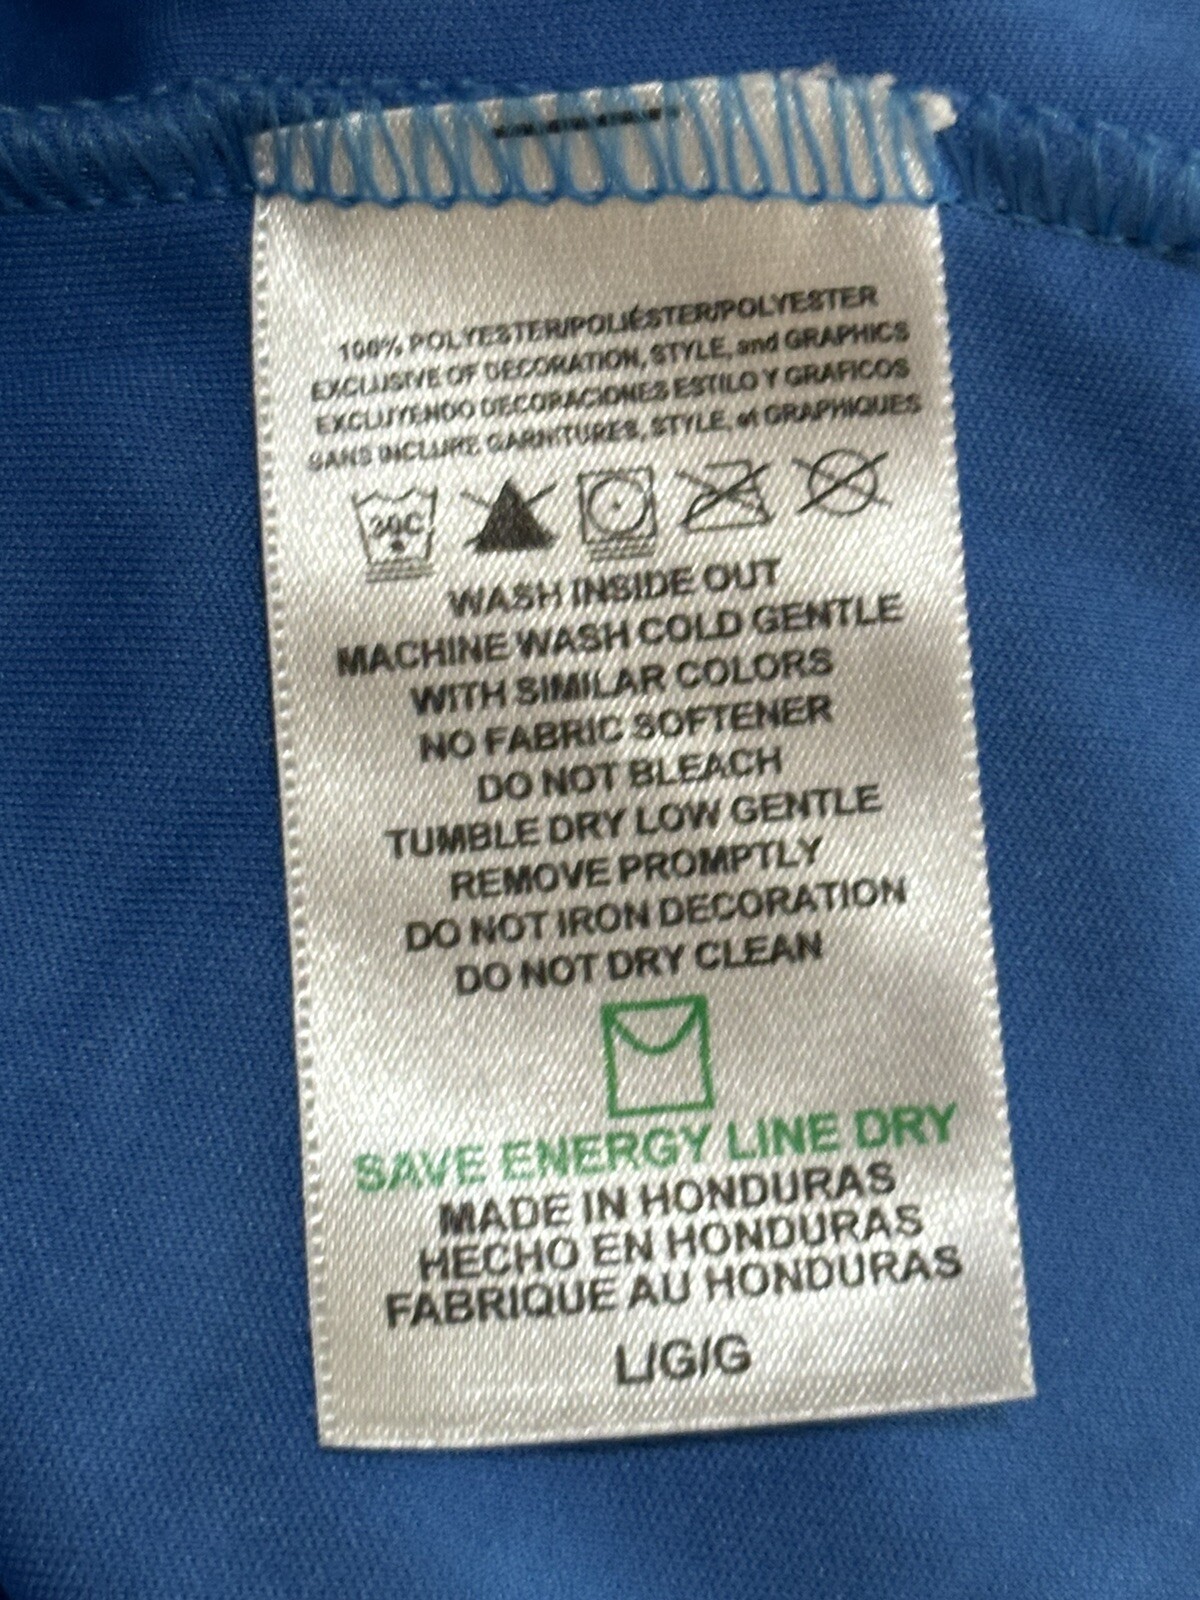 100% POLYESTER/POLIÉSTER/POLYESTER
EXCLUSIVE OF DECORATION, STYLE, and GRAPHICS
EXCLUYENDO DECORACIONES ESTILO Y GRAFICOS
SANS INCLURE GARNITURES, STYLE, et GRAPHIQUES
30C
WASH INSIDE OUT
MACHINE WASH COLD GENTLE
WITH SIMILAR COLORS
NO FABRIC SOFTENER
DO NOT BLEACH
TUMBLE DRY LOW GENTLE
REMOVE PROMPTLY
DO NOT IRON DECORATION
DO NOT DRY CLEAN
SAVE ENERGY LINE DRY
MADE IN HONDURAS
HECHO EN HONDURAS
FABRIQUE AU HONDURAS
L/G/G